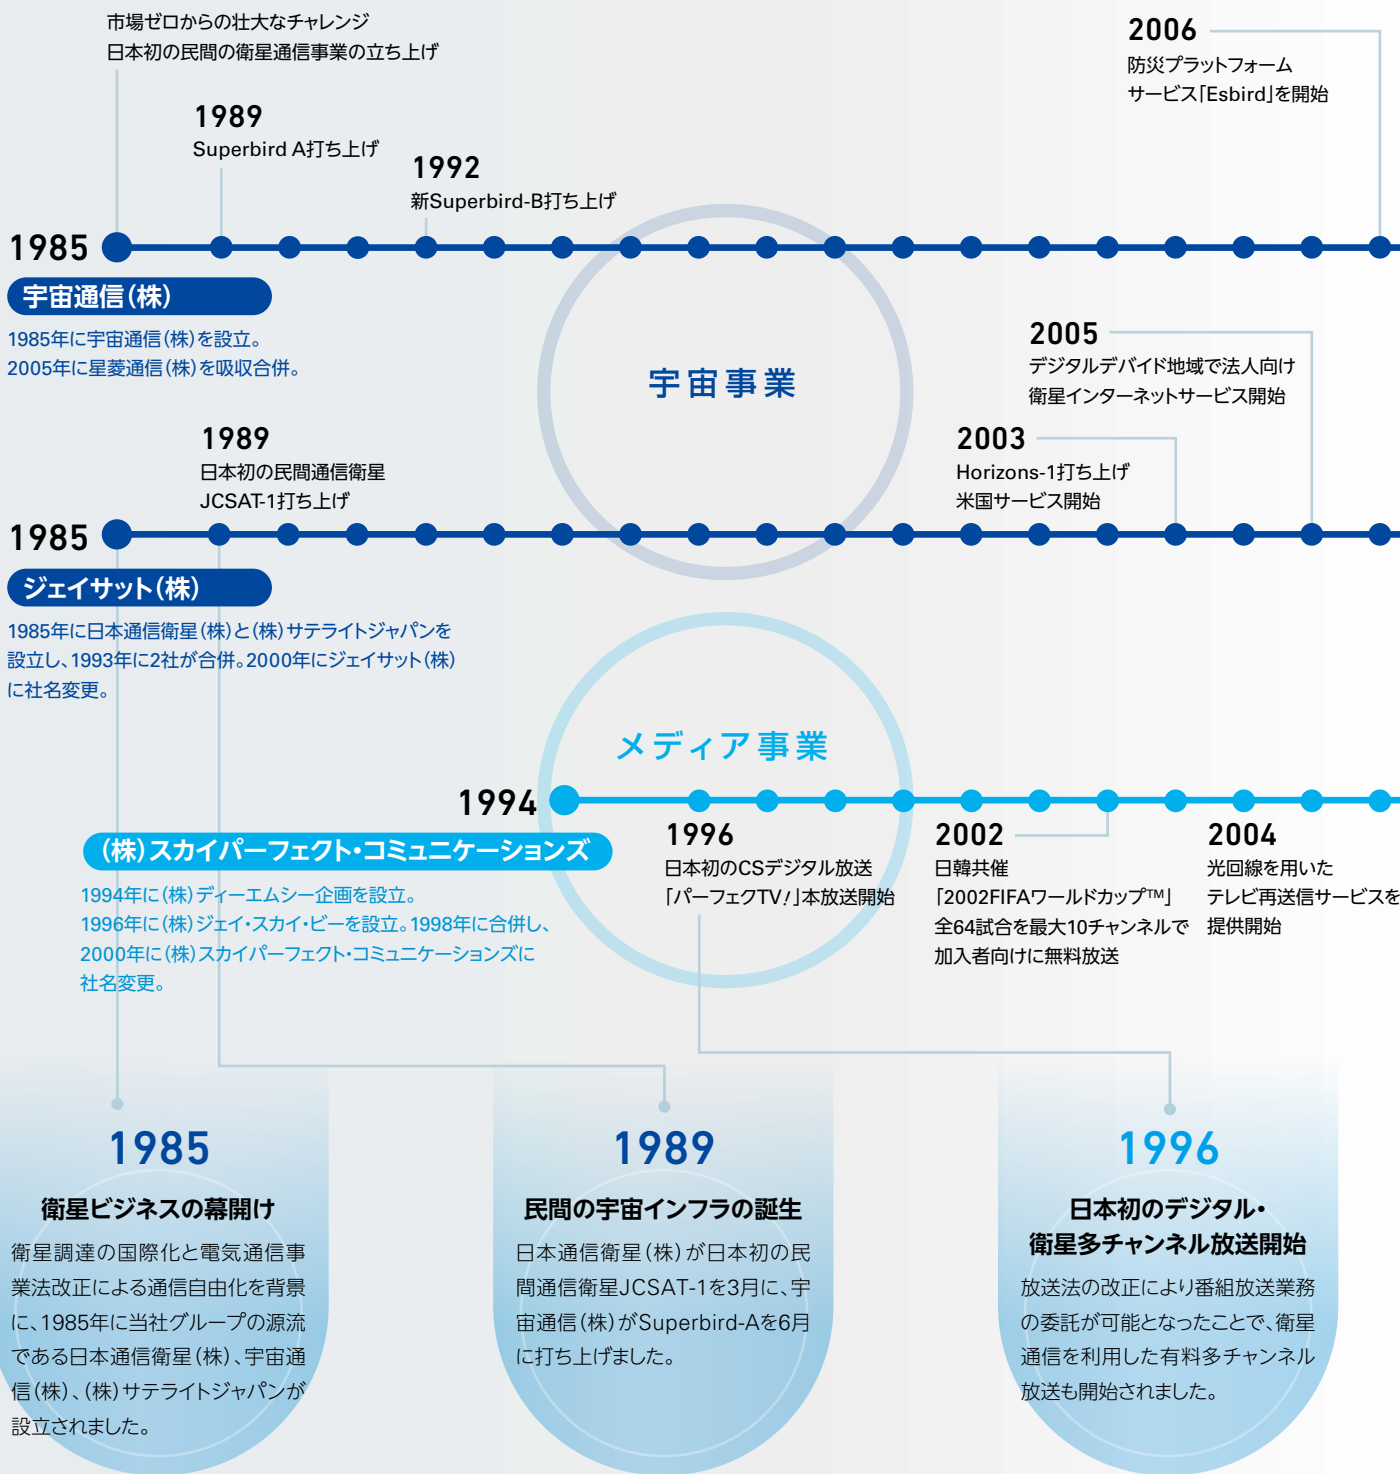 市場ゼロからの壮大なチャレンジ
日本初の民間の衛星通信事業の立ち上げ
1989
Superbird A打ち上げ
1992
新Superbird-B打ち上げ
2006
防災プラットフォーム
サービス「Esbird」を開始
1985
宇宙通信（株）
1985年に宇宙通信（株）を設立。
2005年に星菱通信（株）を吸収合併。
宇宙事業
2005
デジタルデバイド地域で法人向け
衛星インターネットサービス開始
1989
日本初の民間通信衛星
JCSAT-1打ち上げ
2003
Horizons-1打ち上げ
米国サービス開始
1985
ジェイサット（株）
1985年に日本通信衛星（株）と（株）サテライトジャパンを
設立し、1993年に2社が合併。2000年にジェイサット（株）
に社名変更。
メディア事業
1994
（株）スカイパーフェクト・コミュニケーションズ
1994年に（株）ディーエムシー企画を設立。
1996年に（株）ジェイ・スカイ・ビーを設立。1998年に合併し、
2000年に（株）スカイパーフェクト・コミュニケーションズに
社名変更。
1996
日本初のCSデジタル放送
「パーフェクTV！」本放送開始
2002
日韓共催
「2002FIFAワールドカップ™」
全64試合を最大10チャンネルで
加入者向けに無料放送
2004
光回線を用いた
テレビ再送信サービスを
提供開始
1985
衛星ビジネスの幕開け
衛星調達の国際化と電気通信事
業法改正による通信自由化を背景
に、1985年に当社グループの源流
である日本通信衛星（株）、宇宙通
信（株）、（株）サテライトジャパンが
設立されました。
1989
民間の宇宙インフラの誕生
日本通信衛星（株）が日本初の民
間通信衛星JCSAT-1を3月に、宇
宙通信（株）がSuperbird-Aを6月
に打ち上げました。
1996
日本初のデジタル・
衛星多チャンネル放送開始
放送法の改正により番組放送業務
の委託が可能となったことで、衛星
通信を利用した有料多チャンネル
放送も開始されました。